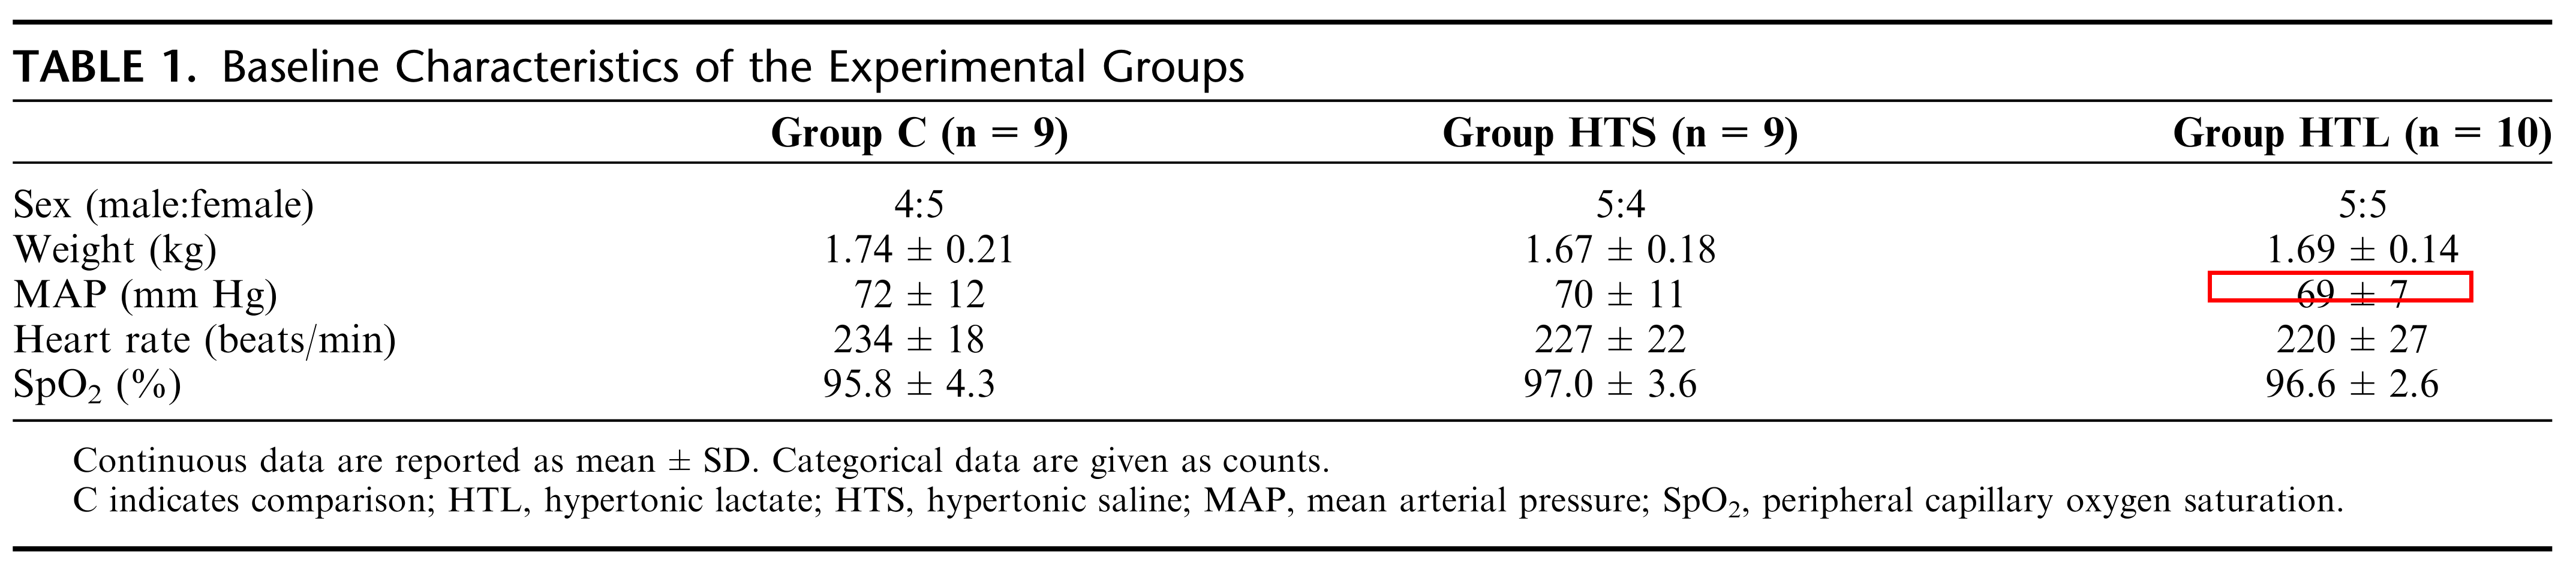 TABLE 1. Baseline Characteristics of the Experimental Groups
Group C (n = 9) Group HTS (n = 9) Group HTL (n = 10)
Sex (male:female) 4:5 5:4 5:5
Weight (kg) 1.74 ± 0.21 1.67 ± 0.18 1.69 ± 0.14
MAP (mm Hg) 72 ± 12 70 ± 11 69 ± 7
Heart rate (beats/min) 234 ± 18 227 ± 22 220 ± 27
SpO₂ (%) 95.8 ± 4.3 97.0 ± 3.6 96.6 ± 2.6
Continuous data are reported as mean ± SD. Categorical data are given as counts.
C indicates comparison; HTL, hypertonic lactate; HTS, hypertonic saline; MAP, mean arterial pressure; SpO₂, peripheral capillary oxygen saturation.